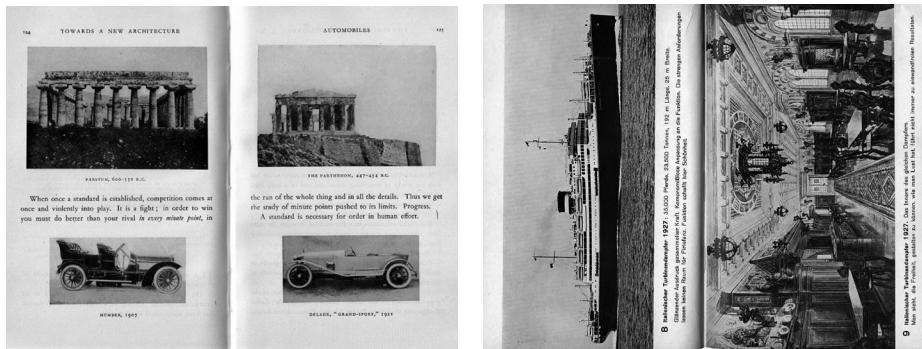 124 TOWARDS A NEW ARCHITECTURE
PAESTUM, 600-550 B.C.
When once a standard is established, competition comes at
once and violently into play. It is a fight; in order to win
you must do better than your rival in every minute point, in
HUMBER, 1907
AUTOMOBILES 125
THE PARTHENON, 447-434 B.C.
the run of the whole thing and in all the details. Thus we get
the study of minute points pushed to its limits. Progress.
A standard is necessary for order in human effort.
DELAGE, "GRAND-SPORT," 1921
8 Italienischer Turbinendampfer 1927: 35,000 Pferde, 23,500 Tonnen, 192 m Länge, 25 m Breite.
Glänzender Ausdruck gesammelter Kraft. Kompromißlose Anpassung an die Funktion. Die strengen Anforderungen
lassen keinen Raum für Firlefanz. Funktion schafft hier Schönheit.
9 Italienischer Turbinendampfer 1927. Das Innere des gleichen Dampfers.
Man sieht, die Freiheit, gestalten zu können, wie man Lust hat, führt nicht immer zu einwandfreien Resultaten.